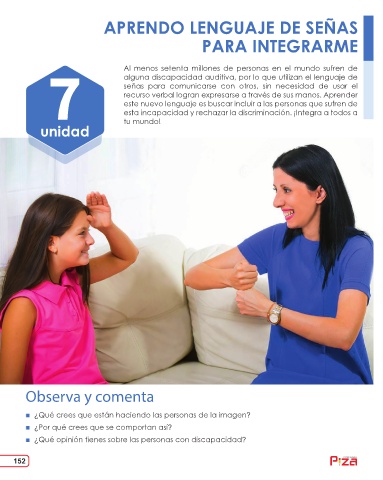 APRENDO LENGUAJE DE SEÑAS
PARA INTEGRARME
Al menos setenta millones de personas en el mundo sufren de
alguna discapacidad auditiva, por lo que utilizan el lenguaje de
señas para comunicarse con otros, sin necesidad de usar el
recurso verbal logran expresarse a través de sus manos. Aprender
este nuevo lenguaje es buscar incluir a las personas que sufren de
esta incapacidad y rechazar la discriminación. ¡Integra a todos a
tu mundo!
7
unidad
Observa y comenta
■ ¿Qué crees que están haciendo las personas de la imagen?
■ ¿Por qué crees que se comportan así?
■ ¿Qué opinión tienes sobre las personas con discapacidad?
152
Piza